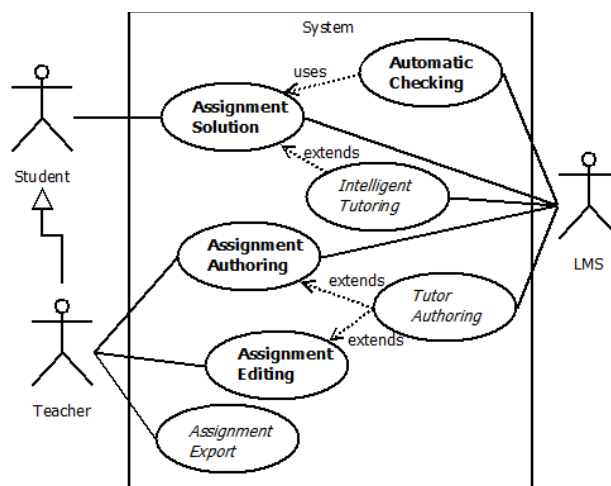 System
Automatic
Checking
uses
Assignment
Solution
Student
extends
Intelligent
Tutoring
LMS
Assignment
Authoring
extends
Tutor
Authoring
extends
Assignment
Editing
Teacher
Assignment
Export